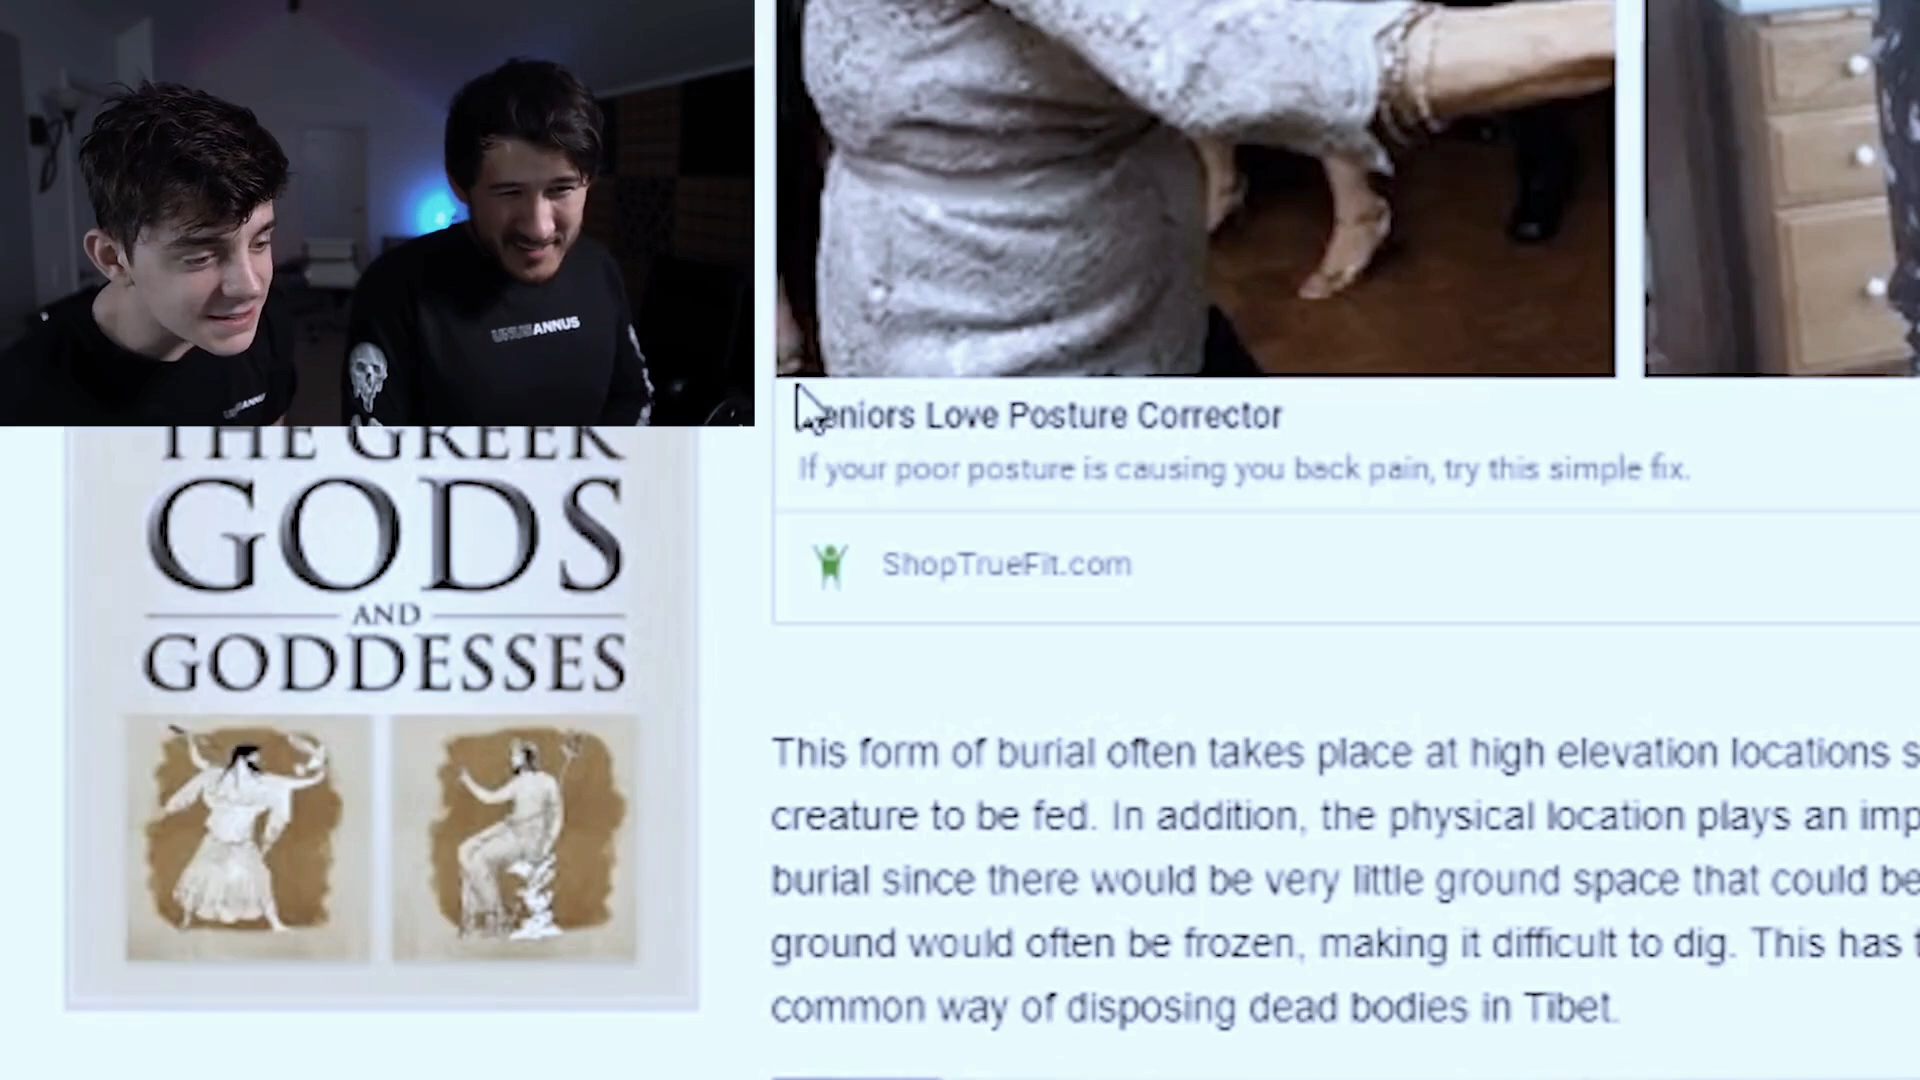 UNUS ANNUS
UNUS ANNUS
THE GREEK
GODS
AND
GODDESSES
Seniors Love Posture Corrector
If your poor posture is causing you back pain, try this simple fix.
ShopTrueFit.com
This form of burial often takes place at high elevation locations s
creature to be fed. In addition, the physical location plays an imp
burial since there would be very little ground space that could be
ground would often be frozen, making it difficult to dig. This has t
common way of disposing dead bodies in Tibet.